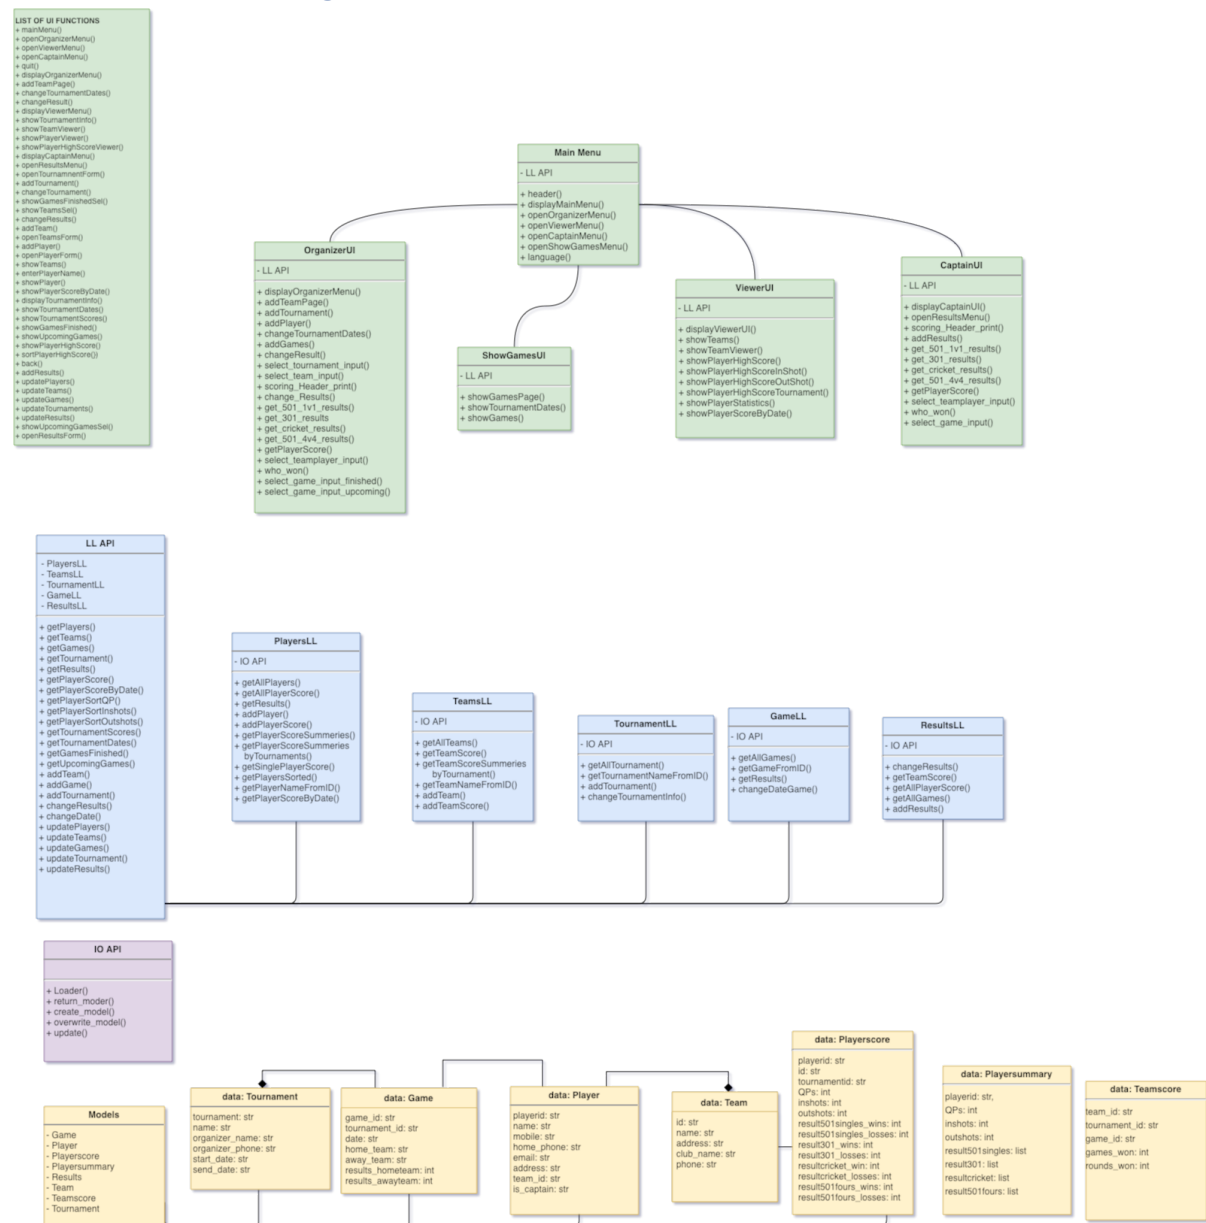 LIST OF UI FUNCTIONS
+ mainMenu()
+ openOrganizerMenu()
+ openViewerMenu()
+ openCaptainMenu()
+ quit()
+ displayOrganizerMenu()
+ addTeamPage()
+ changeTournamentDates()
+ changeResult()
+ displayViewerMenu()
+ showTournamentInfo()
+ showTeamViewer()
+ showPlayerViewer()
+ showPlayerHighScoreViewer()
+ displayCaptainMenu()
+ openResultsMenu()
+ openTournamnentForm()
+ addTournament()
+ changeTournament()
+ showGamesFinishedSel()
+ showTeamsSel()
+ changeResults()
+ addTeam()
+ openTeamsForm()
+ addPlayer()
+ openPlayerForm()
+ showTeams()
+ enterPlayerName()
+ showPlayer()
+ showPlayerScoreByDate()
+ displayTournamentInfo()
+ showTournamentDates()
+ showTournamentScores()
+ showGamesFinished()
+ showUpcomingGames()
+ showPlayerHighScore()
+ sortPlayerHighScore()|
+ back()
+ addResults()
+ updatePlayers()
+ updateTeams()
+ updateGames()
+ updateTournaments()
+ updateResults()
+ showUpcomingGamesSel()
+ openResultsForm()
Main Menu
- LL API
+ header()
+ displayMainMenu()
+ openOrganizerMenu()
+ openViewerMenu()
+ openCaptainMenu()
+ openShowGamesMenu()
+ language()
OrganizerUI
- LL API
+ displayOrganizerMenu()
+ addTeamPage()
+ addTournament()
+ addPlayer()
+ changeTournamentDates()
+ addGames()
+ changeResult()
+ select_tournament_input()
+ select_team_input()
+ scoring_Header_print()
+ change_Results()
+ get_501_1v1_results()
+ get_301_results
+ get_cricket_results()
+ get_501_4v4_results()
+ getPlayerScore()
+ select_teamplayer_input()
+ who_won()
+ select_game_input_finished()
+ select_game_input_upcoming()
ShowGamesUI
- LL API
+ showGamesPage()
+ showTournamentDates()
+ showGames()
ViewerUI
- LL API
+ displayViewerUI()
+ showTeams()
+ showTeamViewer()
+ showPlayerHighScore()
+ showPlayerHighScoreInShot()
+ showPlayerHighScoreOutShot()
+ showPlayerHighScoreTournament()
+ showPlayerStatistics()
+ showPlayerScoreByDate()
CaptainUI
- LL API
+ displayCaptainUI()
+ openResultsMenu()
+ scoring_Header_print()
+ addResults()
+ get_501_1v1_results()
+ get_301_results()
+ get_cricket_results()
+ get_501_4v4_results()
+ getPlayerScore()
+ select_teamplayer_input()
+ who_won()
+ select_game_input()
LL API
- PlayersLL
- TeamsLL
- TournamentLL
- GameLL
- ResultsLL
+ getPlayers()
+ getTeams()
+ getGames()
+ getTournament()
+ getResults()
+ getPlayerScore()
+ getPlayerScoreByDate()
+ getPlayerSortQP()
+ getPlayerSortInshots()
+ getPlayerSortOutshots()
+ getTournamentScores()
+ getTournamentDates()
+ getGamesFinished()
+ getUpcomingGames()
+ addTeam()
+ addGame()
+ addTournament()
+ changeResults()
+ changeDate()
+ updatePlayers()
+ updateTeams()
+ updateGames()
+ updateTournament()
+ updateResults()
PlayersLL
- IO API
+ getAllPlayers()
+ getAllPlayerScore()
+ getResults()
+ addPlayer()
+ addPlayerScore()
+ getPlayerScoreSummeries()
+ getPlayerScoreSummeries
byTournaments()
+ getSinglePlayerScore()
+ getPlayersSorted()
+ getPlayerNameFromID()
+ getPlayerScoreByDate()
TeamsLL
- IO API
+ getAllTeams()
+ getTeamScore()
+ getTeamScoreSummeries
byTournament()
+ getTeamNameFromID()
+ addTeam()
+ addTeamScore()
TournamentLL
- IO API
+ getAllTournament()
+ getTournamentNameFromID()
+ addTournament()
+ changeTournamentInfo()
GameLL
- IO API
+ getAllGames()
+ getGameFromID()
+ getResults()
+ changeDateGame()
ResultsLL
- IO API
+ changeResults()
+ getTeamScore()
+ getAllPlayerScore()
+ getAllGames()
+ addResults()
IO API
+ Loader()
+ return_moder()
+ create_model()
+ overwrite_model()
+ update()
Models
- Game
- Player
- Playerscore
- Playersummary
- Results
- Team
- Teamscore
- Tournament
data: Tournament
tournament: str
name: str
organizer_name: str
organizer_phone: str
start_date: str
send_date: str
data: Game
game_id: str
tournament_id: str
date: str
home_team: str
away_team: str
results_hometeam: int
results_awayteam: int
data: Player
playerid: str
name: str
mobile: str
home_phone: str
email: str
address: str
team_id: str
is_captain: str
data: Team
id: str
name: str
address: str
club_name: str
phone: str
data: Playerscore
playerid: str
id: str
tournamentid: str
QPs: int
inshots: int
outshots: int
result501singles_wins: int
result501singles_losses: int
result301_wins: int
result301_losses: int
resultcricket_win: int
resultcricket_losses: int
result501fours_wins: int
result501fours_losses: int
data: Playersummary
playerid: str,
QPs: int
inshots: int
outshots: int
result501singles: list
result301: list
resultcricket: list
result501fours: list
data: Teamscore
team_id: str
tournament_id: str
game_id: str
games_won: int
rounds_won: int